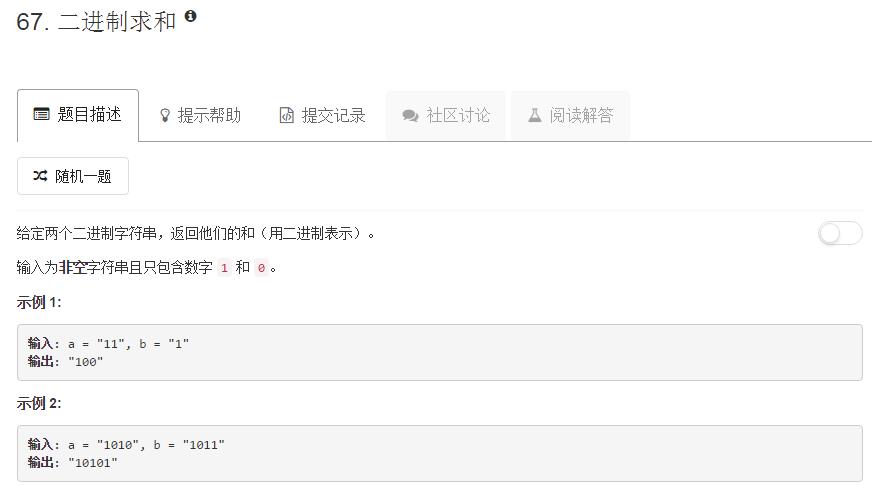 67. 二进制求和
题目描述 提示帮助 提交记录 社区讨论 阅读解答
随机一题
给定两个二进制字符串，返回他们的和（用二进制表示）。
输入为非空字符串且只包含数字 1 和 0。
示例 1:
输入: a = "11", b = "1"
输出: "100"
示例 2:
输入: a = "1010", b = "1011"
输出: "10101"